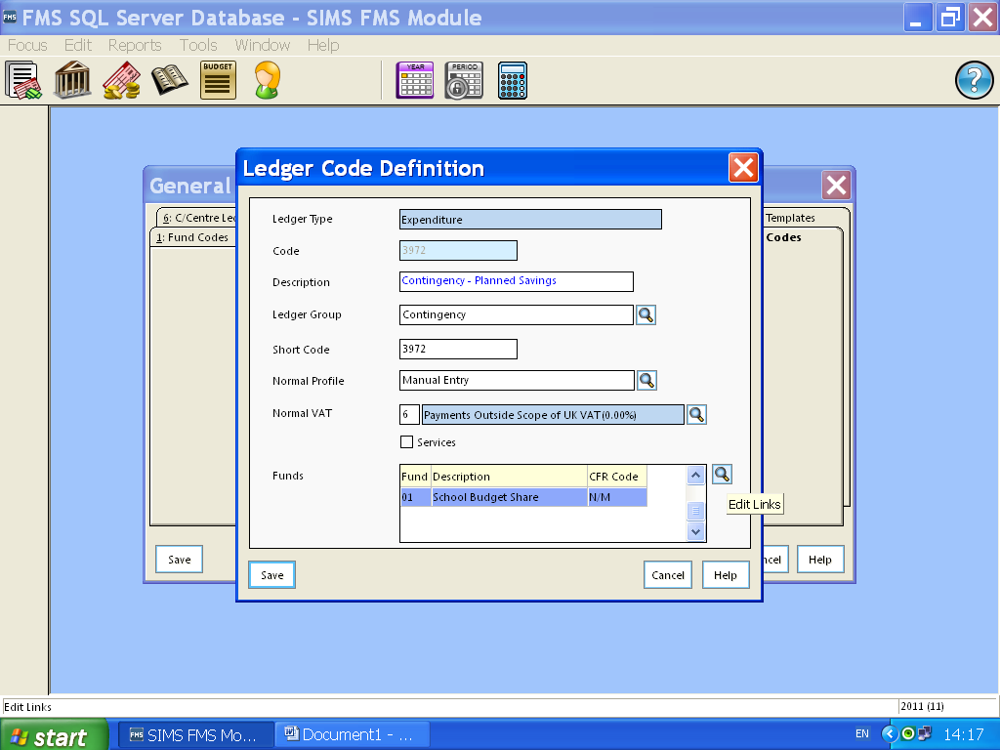 FMS FMS SQL Server Database - SIMS FMS Module
Focus Edit Reports Tools Window Help
BUDGET YEAR PERIOD ?
General
6: C/Centre Led Templates
1: Fund Codes Codes
Ledger Code Definition
Ledger Type Expenditure
Code 3972
Description Contingency - Planned Savings
Ledger Group Contingency
Short Code 3972
Normal Profile Manual Entry
Normal VAT 6 Payments Outside Scope of UK VAT(0.00%)
Services
Funds Fund Description CFR Code
01 School Budget Share N/M
Edit Links
Save ncel Help
Save Cancel Help
Edit Links 2011 (11)
start FMS SIMS FMS Mo... Document1 - ... EN 14:17